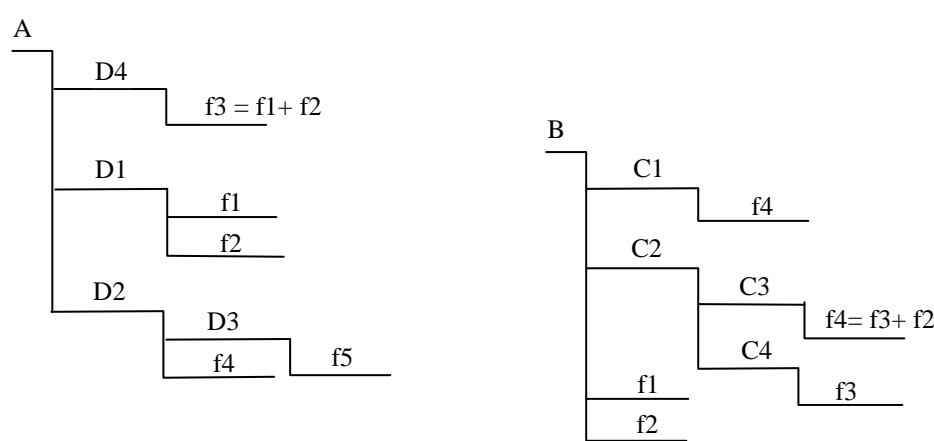 A
D4
f3 = f1+ f2
D1
f1
f2
D2
D3
f4
f5
B
C1
f4
C2
C3
f4= f3+ f2
C4
f3
f1
f2